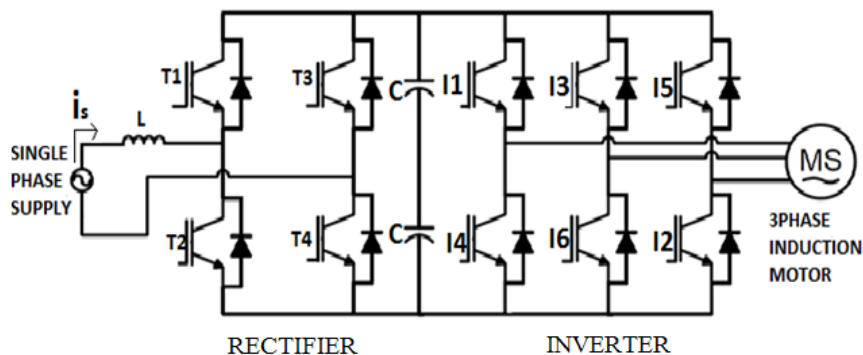 T1
T3
C
I1
I3
I5
is
L
SINGLE
PHASE
SUPPLY
MS
T2
T4
C
I4
I6
I2
3PHASE
INDUCTION
MOTOR
RECTIFIER
INVERTER